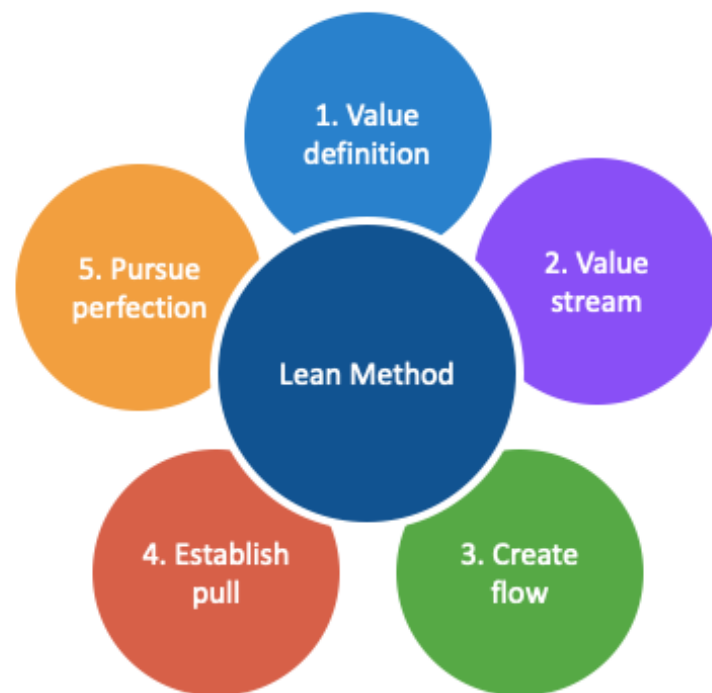 1. Value
definition
2. Value
stream
3. Create
flow
4. Establish
pull
5. Pursue
perfection
Lean Method